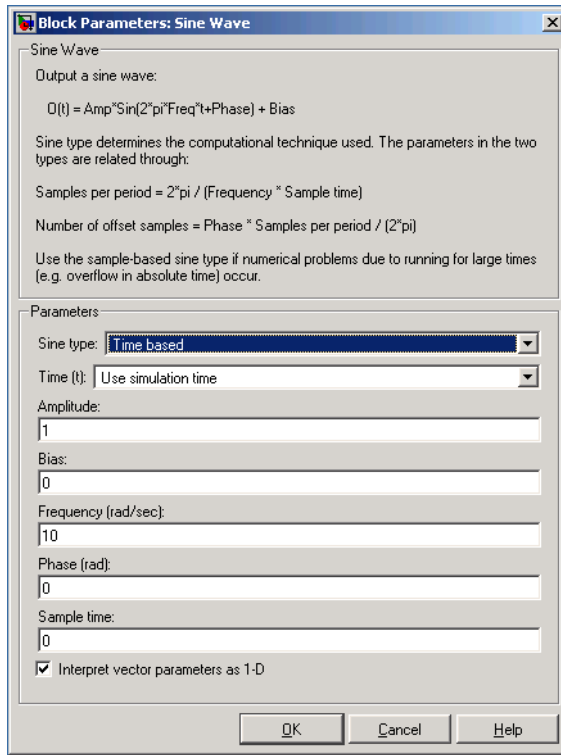 Block Parameters: Sine Wave
Sine Wave
Output a sine wave:
O(t) = Amp*Sin(2*pi*Freq*t+Phase) + Bias
Sine type determines the computational technique used. The parameters in the two
types are related through:
Samples per period = 2*pi / (Frequency * Sample time)
Number of offset samples = Phase * Samples per period / (2*pi)
Use the sample-based sine type if numerical problems due to running for large times
(e.g. overflow in absolute time) occur.
Parameters
Sine type: Time based
Time (t): Use simulation time
Amplitude:
1
Bias:
0
Frequency (rad/sec):
10
Phase (rad):
0
Sample time:
0
Interpret vector parameters as 1-D
OK Cancel Help